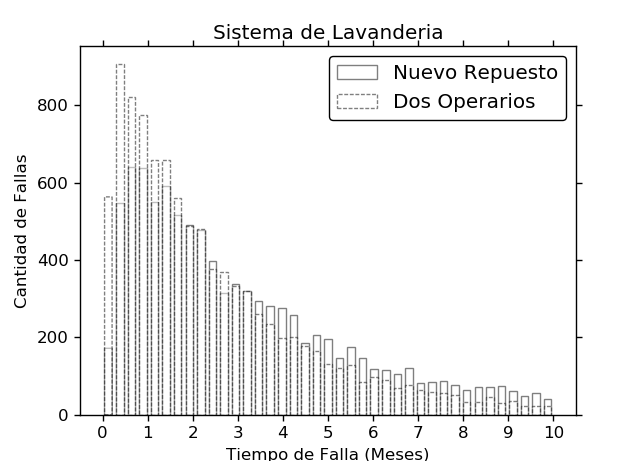 Sistema de Lavanderia
Nuevo Repuesto
Dos Operarios
Cantidad de Fallas
800
600
400
200
0
0 1 2 3 4 5 6 7 8 9 10
Tiempo de Falla (Meses)